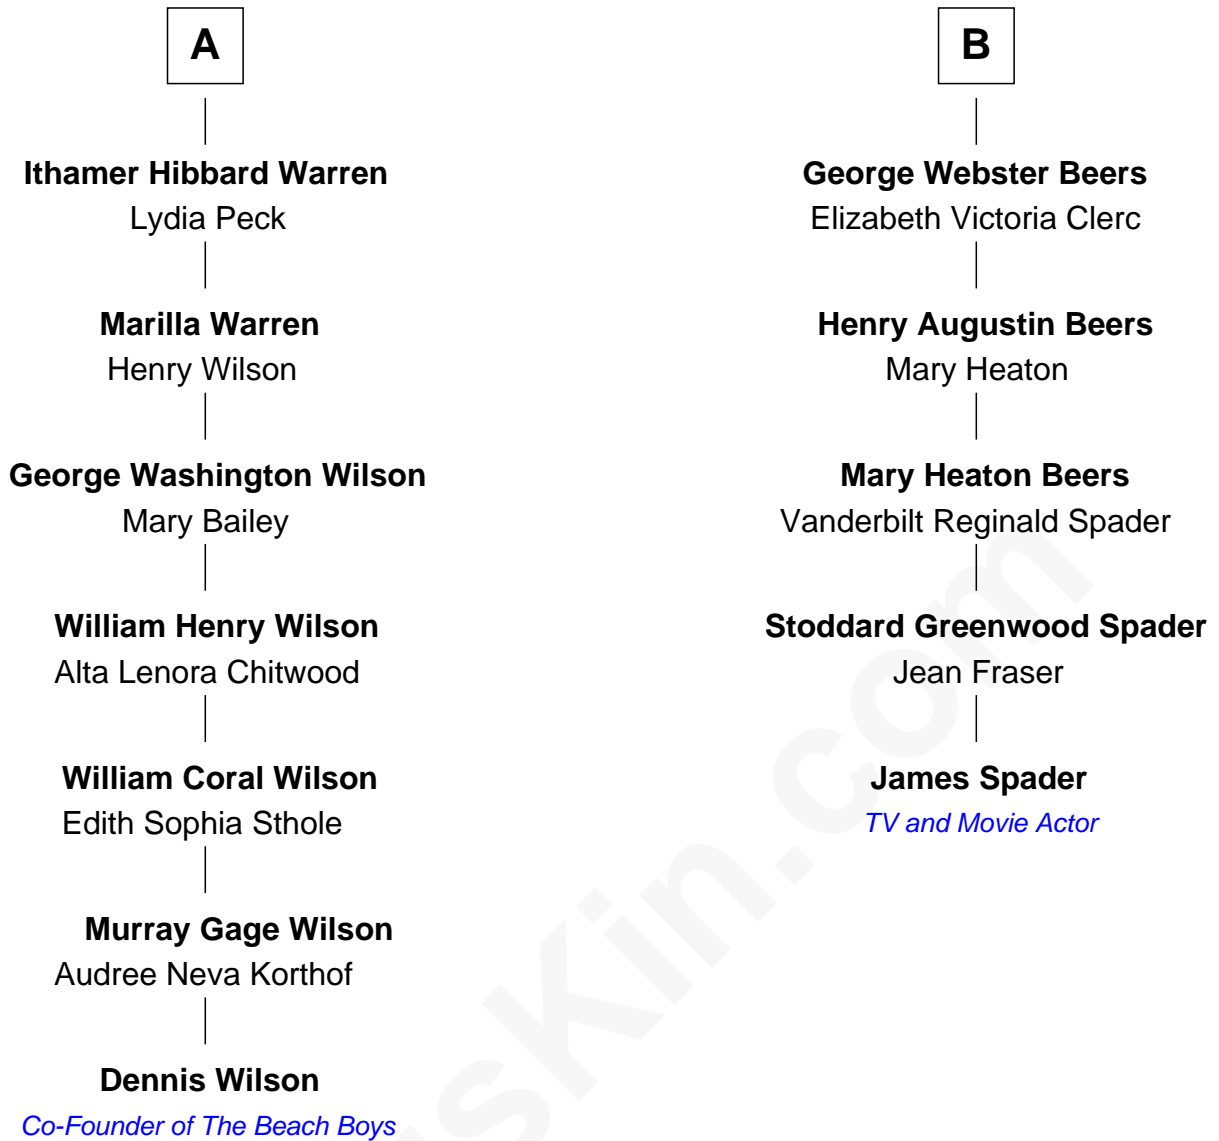 A
Ithamer Hibbard Warren
Lydia Peck
Marilla Warren
Henry Wilson
George Washington Wilson
Mary Bailey
William Henry Wilson
Alta Lenora Chitwood
William Coral Wilson
Edith Sophia Sthole
Murray Gage Wilson
Audree Neva Korthof
Dennis Wilson
Co-Founder of The Beach Boys
B
George Webster Beers
Elizabeth Victoria Clerc
Henry Augustin Beers
Mary Heaton
Mary Heaton Beers
Vanderbilt Reginald Spader
Stoddard Greenwood Spader
Jean Fraser
James Spader
TV and Movie Actor
sKin.com